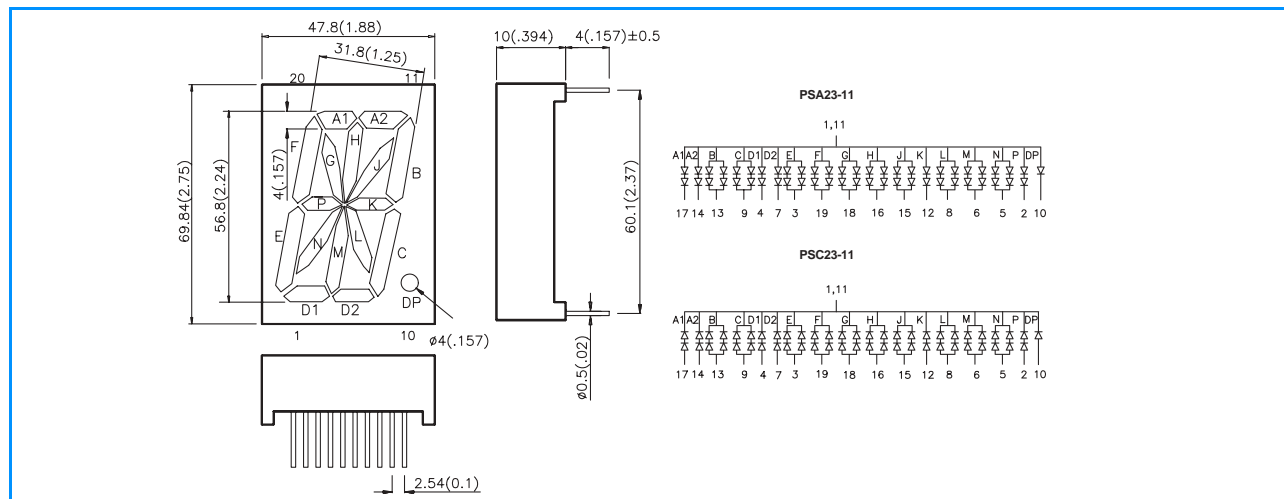 47.8(1.88)
31.8(1.25)
20
11
A1
A2
F
H
G
J
B
P
K
E
N
L
M
C
D1
D2
DP
1
10
69.84(2.75)
56.8(2.24)
4(.157)
ø4(.157)
10(.394)
4(.157)±0.5
60.1(2.37)
ø0.5(.02)
2.54(0.1)
PSA23-11
1,11
A1 A2 B C D1 D2 E F G H J K L M N P DP
17 14 13 9 4 7 3 19 18 16 15 12 8 6 5 2 10
PSC23-11
1,11
A1 A2 B C D1 D2 E F G H J K L M N P DP
17 14 13 9 4 7 3 19 18 16 15 12 8 6 5 2 10